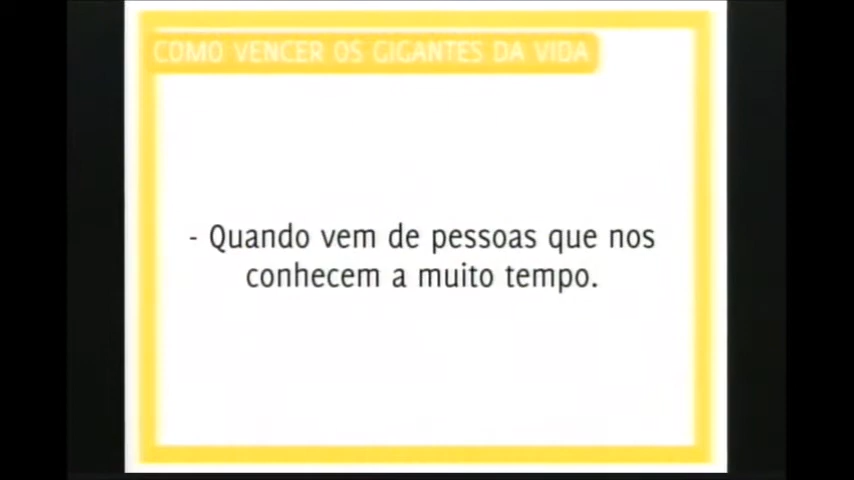 COMO VENCER OS GIGANTES DA VIDA
- Quando vem de pessoas que nos
conhecem a muito tempo.